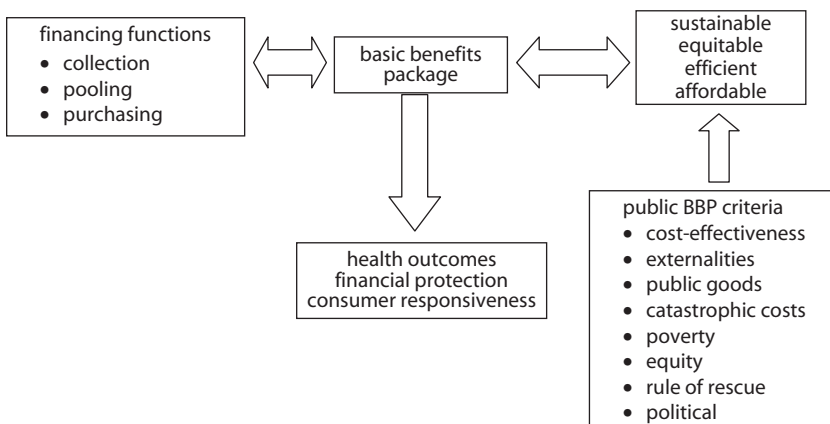 financing functions
• collection
• pooling
• purchasing
basic benefits
package
sustainable
equitable
efficient
affordable
health outcomes
financial protection
consumer responsiveness
public BBP criteria
• cost-effectiveness
• externalities
• public goods
• catastrophic costs
• poverty
• equity
• rule of rescue
• political